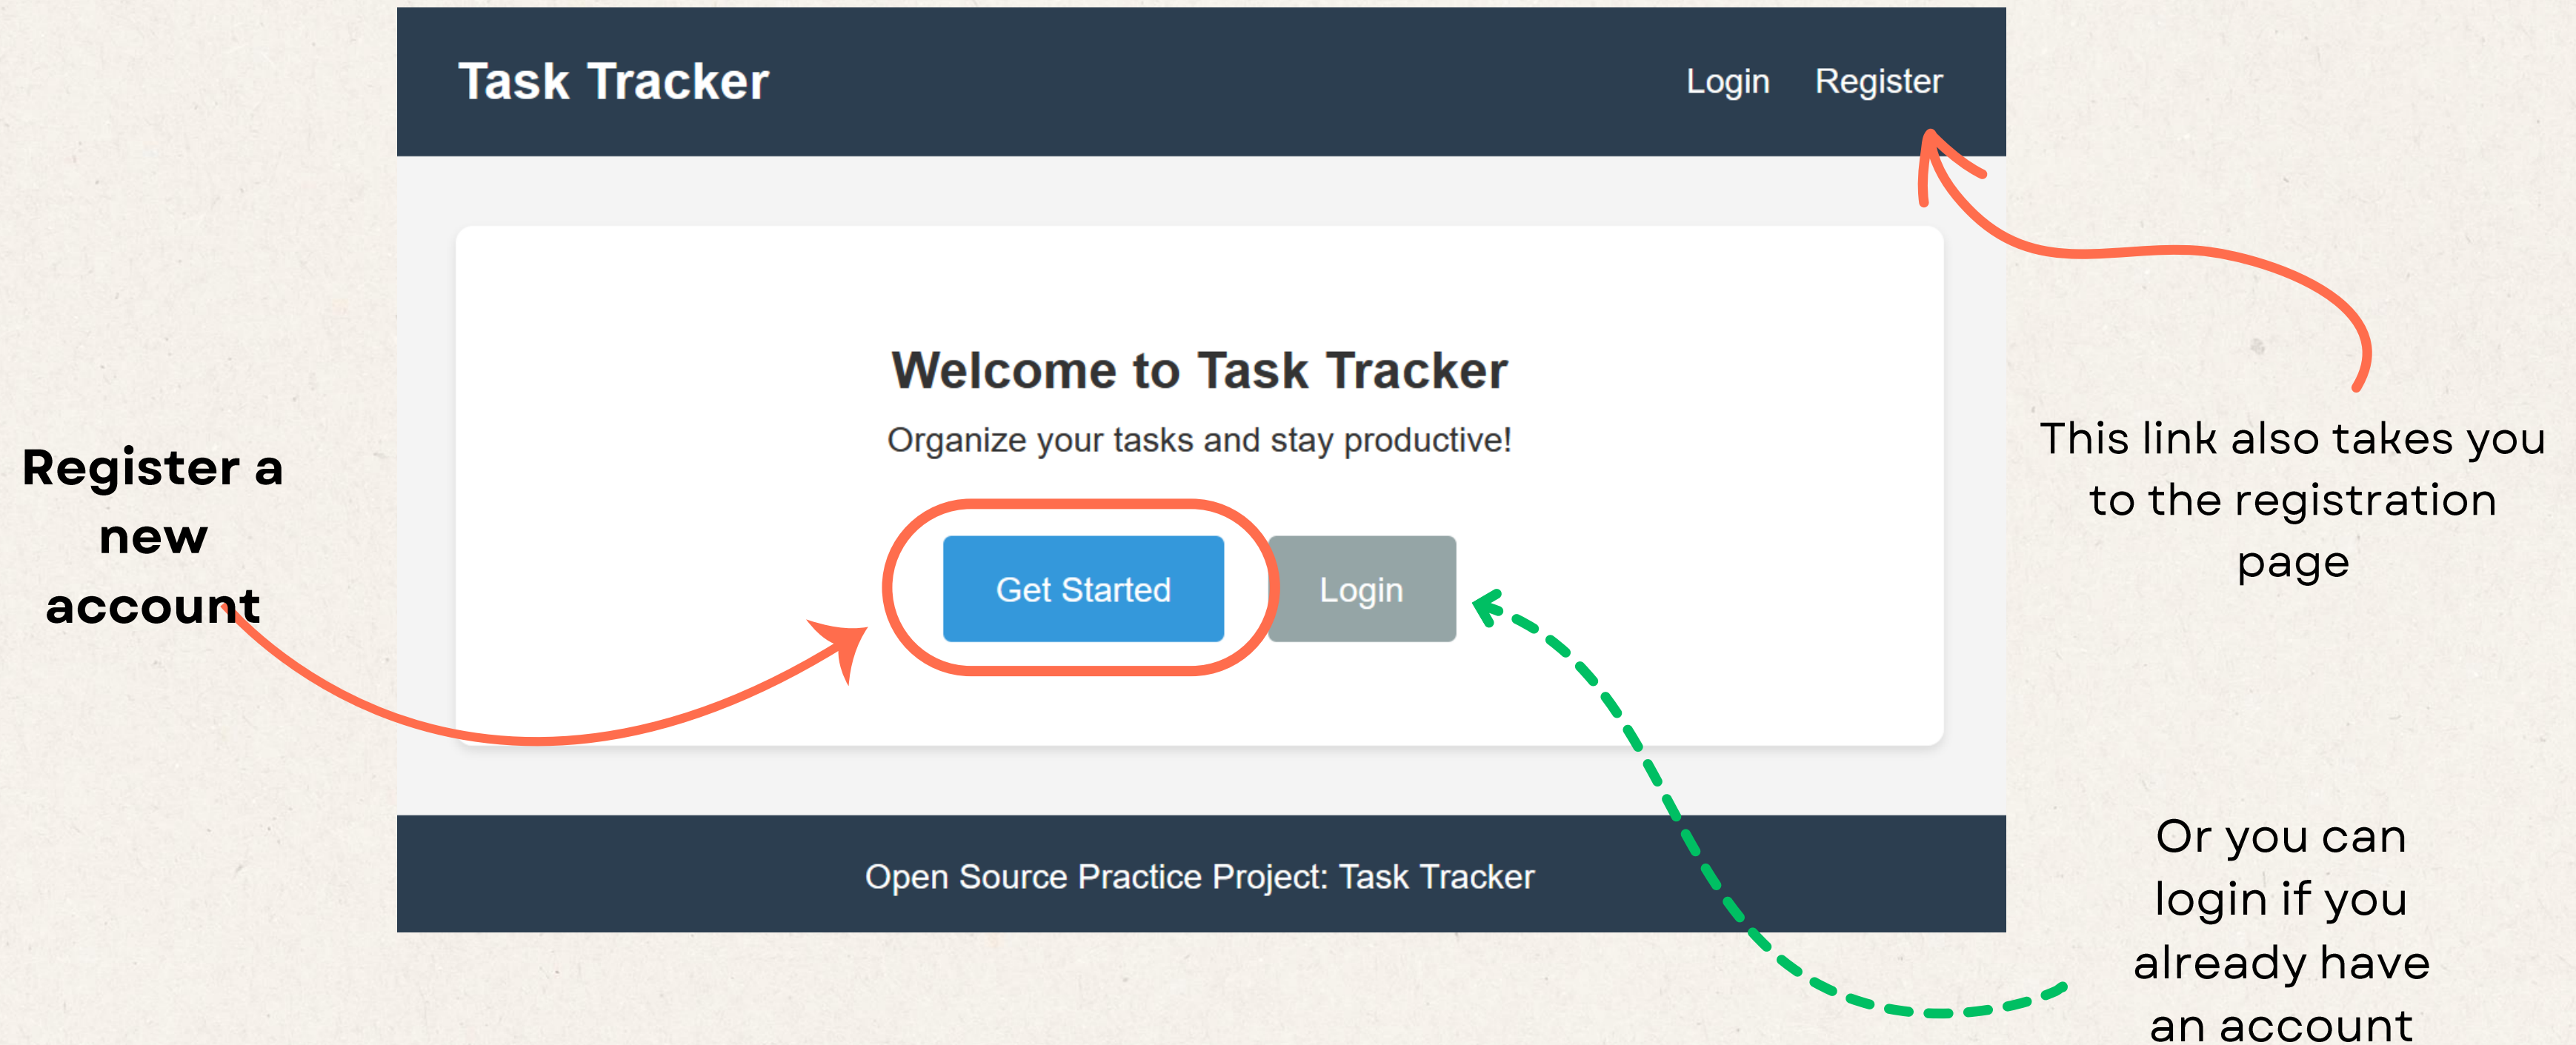 Task Tracker
Login Register
Welcome to Task Tracker
Organize your tasks and stay productive!
Get Started
Login
Open Source Practice Project: Task Tracker
Register a
new
account
This link also takes you
to the registration
page
Or you can
login if you
already have
an account